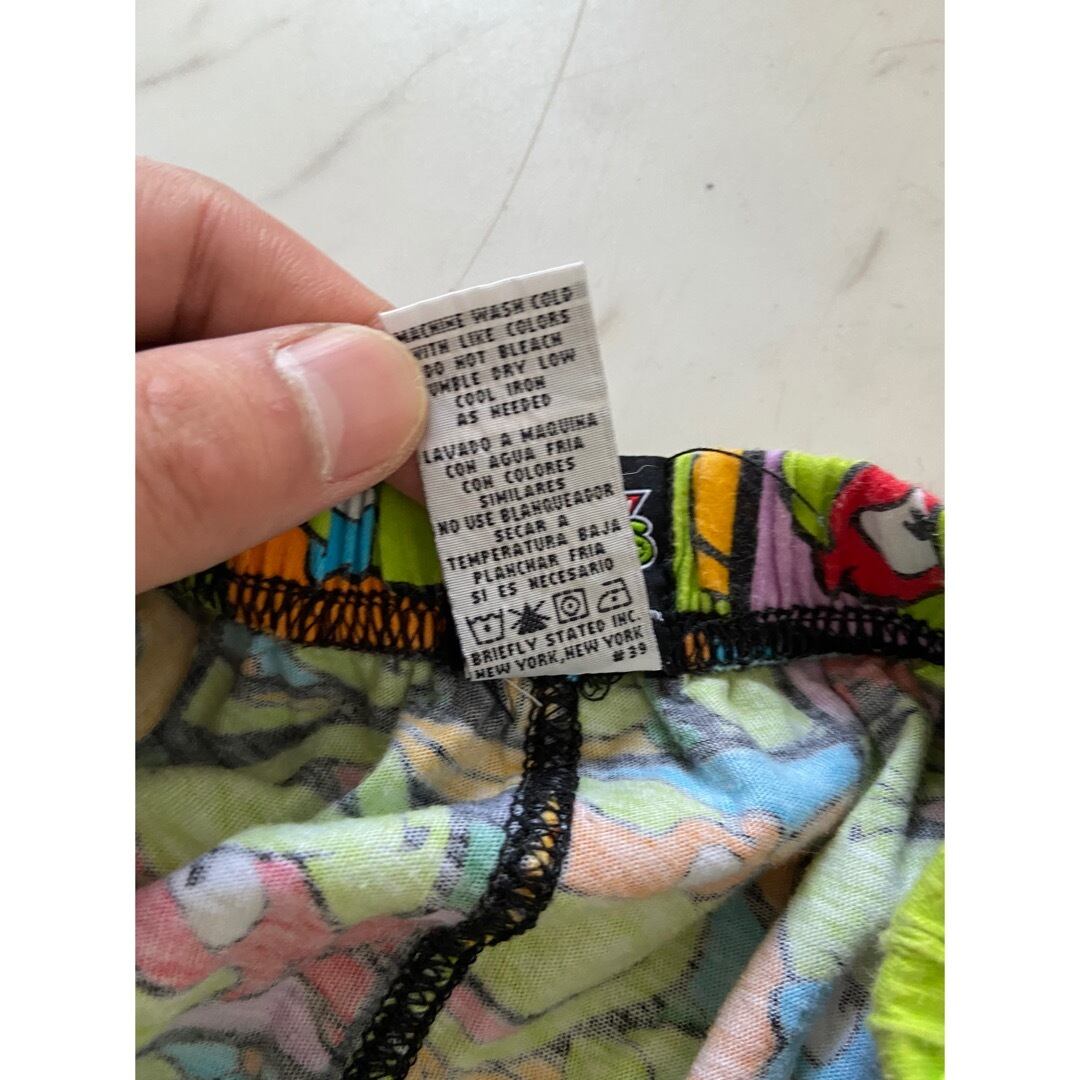 MACHINE WASH COLD
WITH LIKE COLORS
DO NOT BLEACH
UMBLE DRY LOW
COOL IRON
AS NEEDED
LAVADO A MAQUINA
CON AGUA FRIA
CON COLORES
SIMILARES
NO USE BLANQUEADOR
SECAR A
TEMPERATURA BAJA
PLANCHAR FRIA
SI ES NECESARIO
BRIEFLY STATED INC.
NEW YORK, NEW YORK
#39